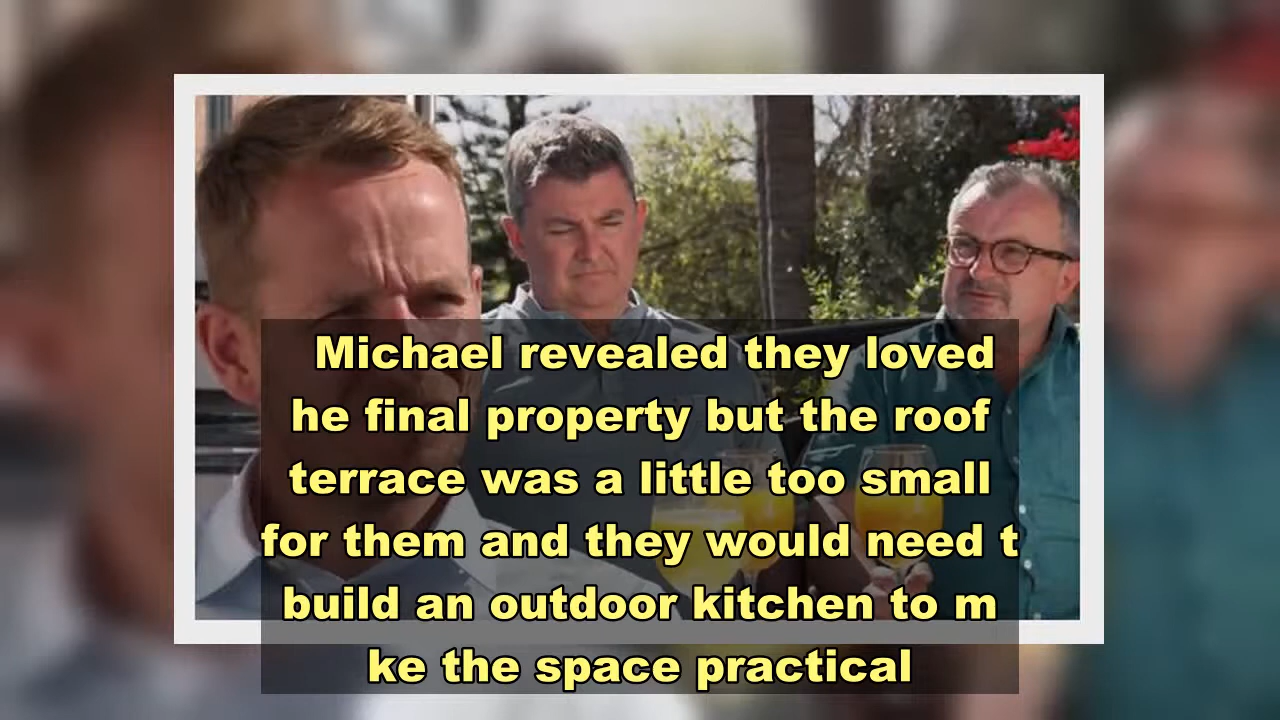 Michael revealed they loved
he final property but the roof
terrace was a little too small
for them and they would need t
build an outdoor kitchen to m
ke the space practical